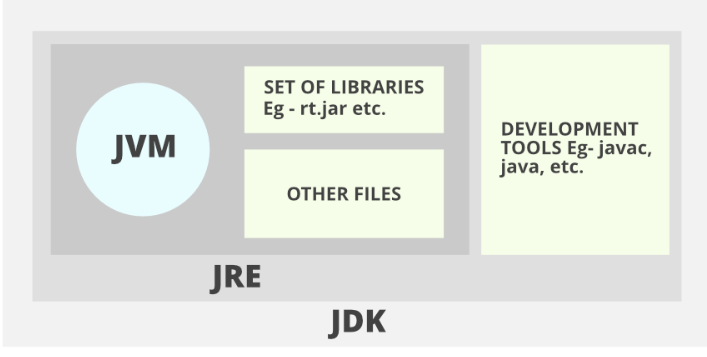 JVM
SET OF LIBRARIES
Eg - rt.jar etc.
OTHER FILES
DEVELOPMENT
TOOLS Eg- javac,
java, etc.
JRE
JDK